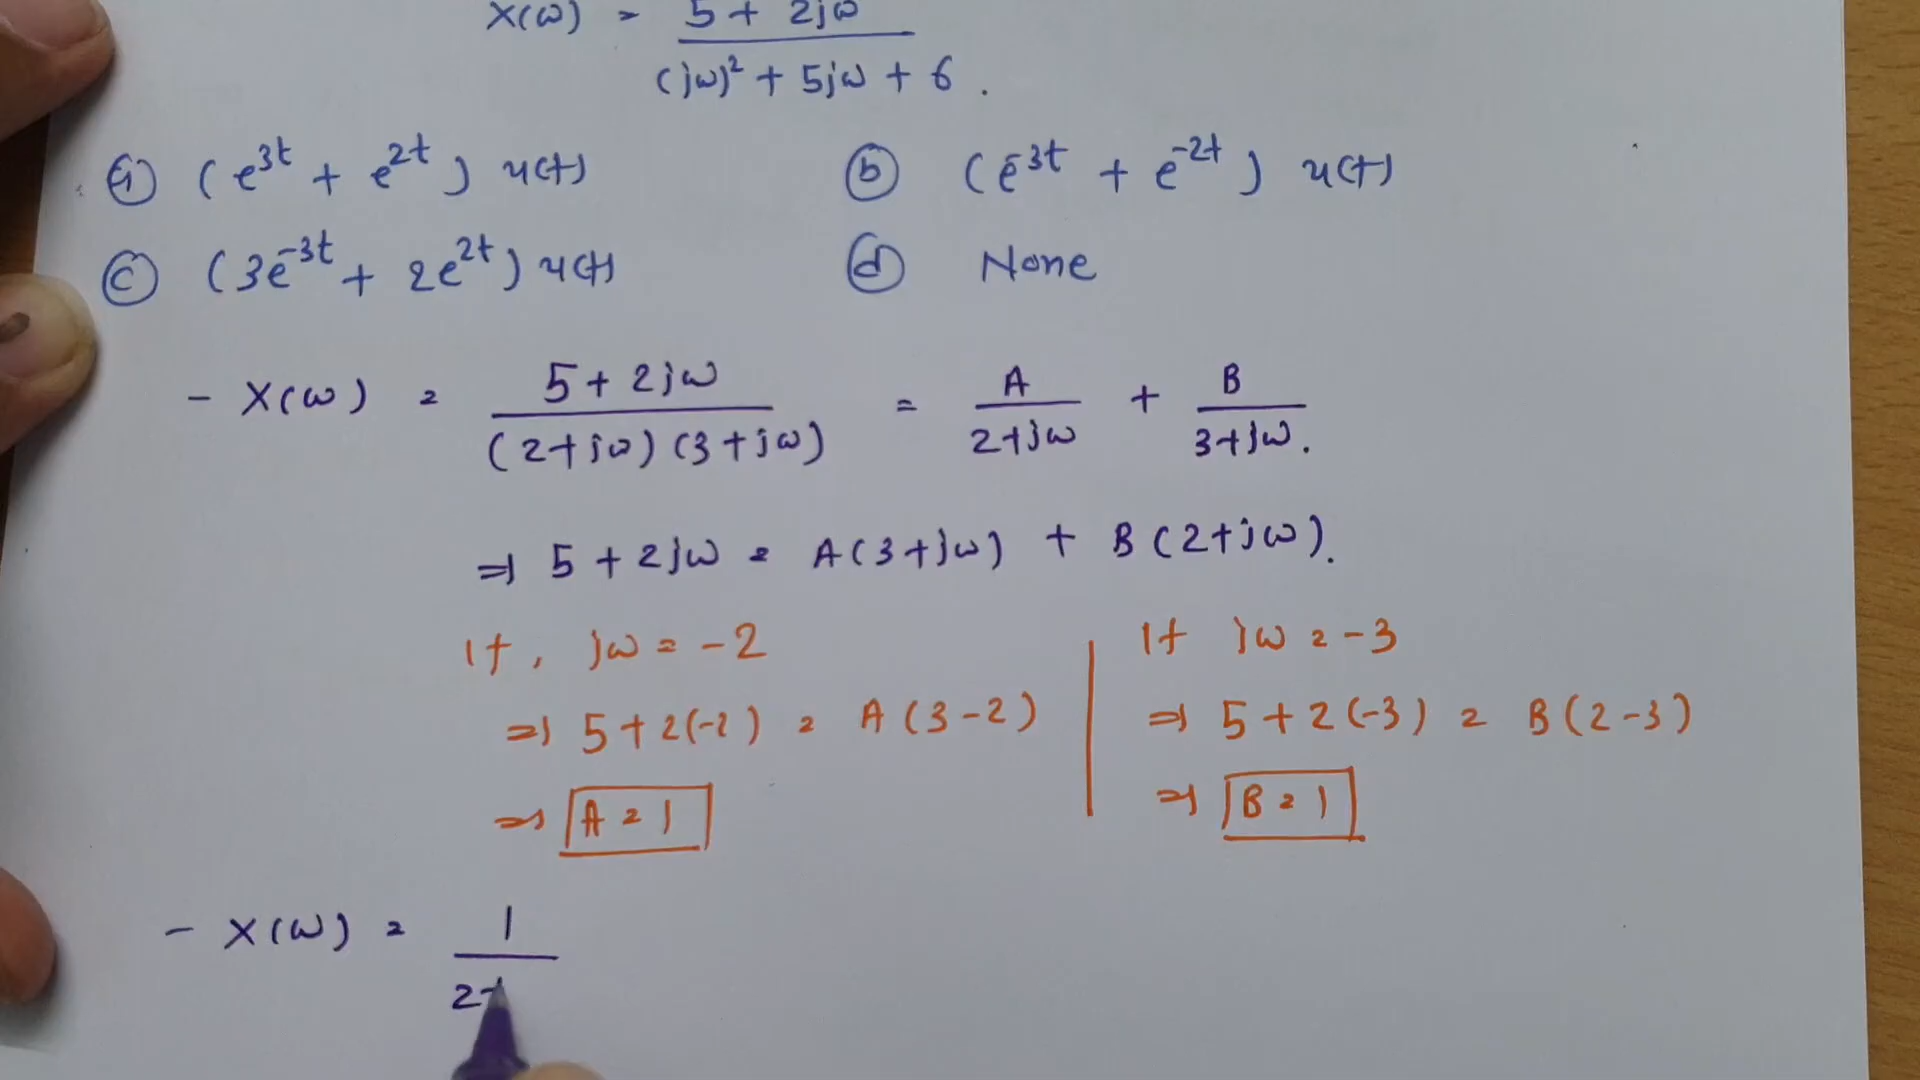 X(ω) = 5 + 2jω
(jω)² + 5jω + 6 .
(a) (e^3t + e^2t) u(t) (b) (e^-3t + e^-2t) u(t)
(c) (3e^-3t + 2e^2t) u(t) (d) None
- X(ω) = 5 + 2jω / (2+jω)(3+jω) = A / 2+jω + B / 3+jω.
⇒ 5 + 2jω = A(3+jω) + B(2+jω).
If, jω = -2
⇒ 5+2(-2) = A(3-2)
⇒ A = 1
If jω = -3
⇒ 5+2(-3) = B(2-3)
⇒ B = 1
- X(ω) = 1
2+